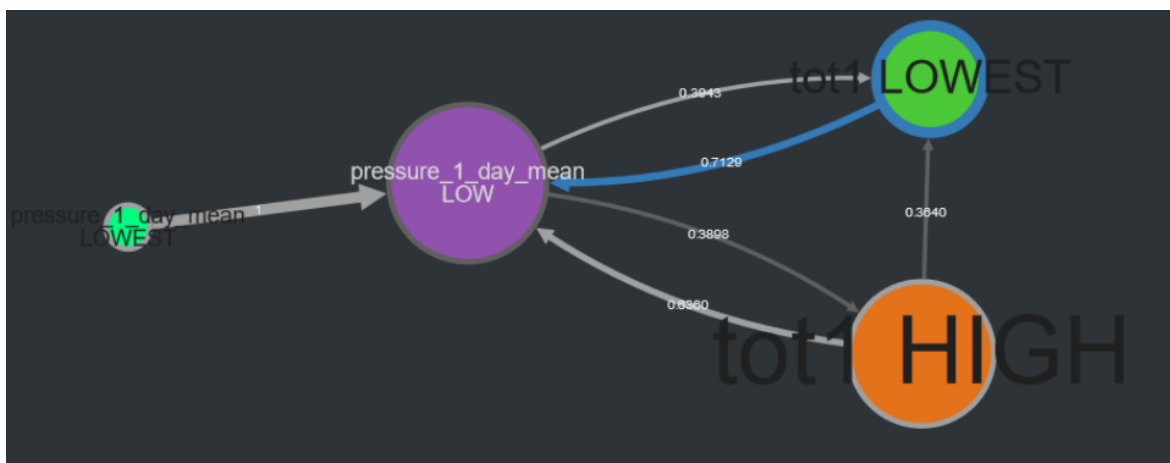 tot1 LOWEST
0.3943
0.7129
pressure_1_day_mean
LOW
pressure_1_day_mean
LOWEST
1
0.3898
0.3640
0.6360
tot1 HIGH